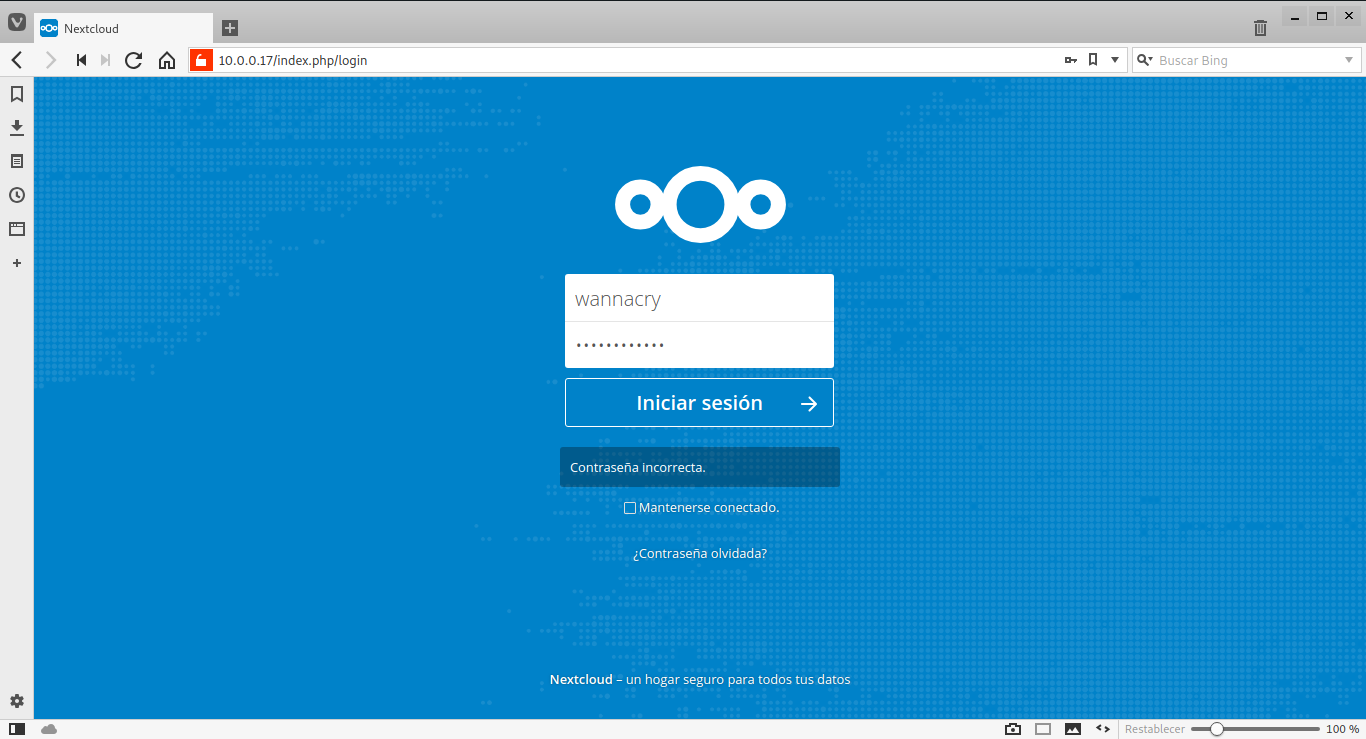 Nextcloud
10.0.0.17/index.php/login
Buscar Bing
wannacry
••••••••••••
Iniciar sesión
Contraseña incorrecta.
Mantenerse conectado.
¿Contraseña olvidada?
Nextcloud – un hogar seguro para todos tus datos
Restablecer
100 %